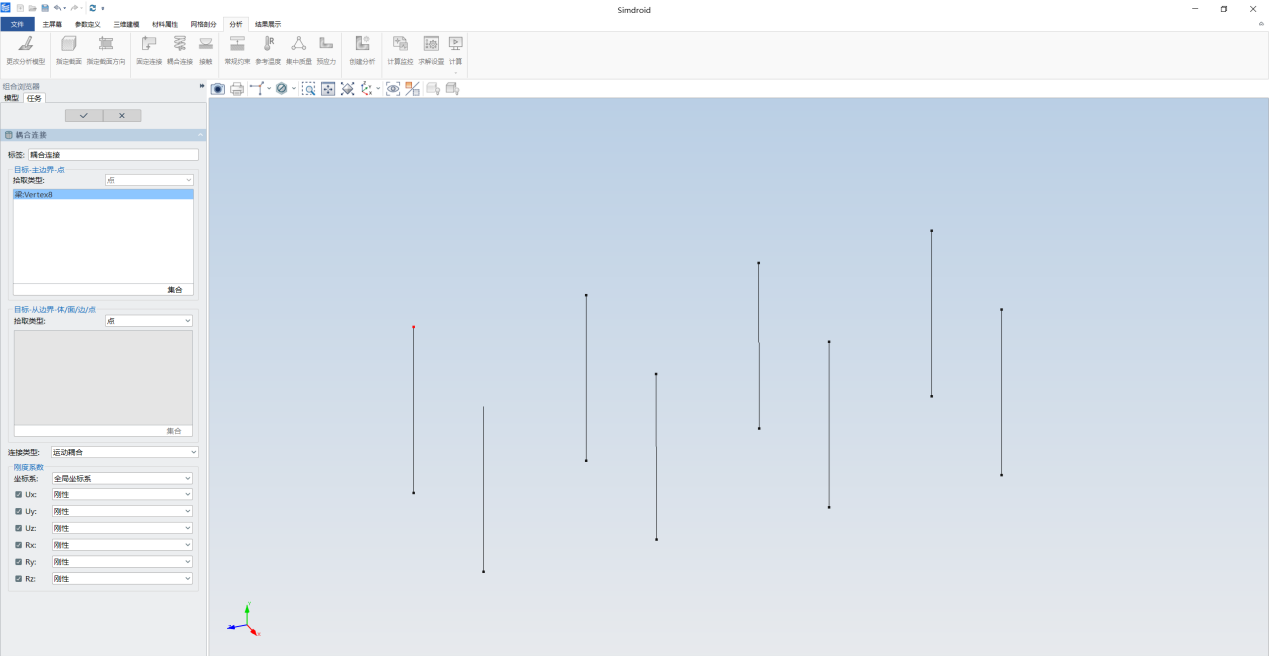 Simdroid
文件 主屏幕 参数定义 三维建模 材料属性 网格剖分 分析 结果展示
更改分析模型 指定截面 指定截面方向 固定连接 耦合连接 接触 常规约束 参考温度 集中质量 预应力 创建分析 计算监控 求解设置 计算
组合浏览器
模型 任务
耦合连接
标签: 耦合连接
目标-主边界-点
拾取类型: 点
梁:Vertex8
集合
目标-从边界-体/面/边/点
拾取类型: 点
集合
连接类型: 运动耦合
刚度系数
坐标系: 全局坐标系
Ux: 刚性
Uy: 刚性
Uz: 刚性
Rx: 刚性
Ry: 刚性
Rz: 刚性
Y
Z
X